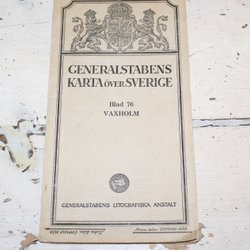 GENERALSTABENS
KARTA ÖVER SVERIGE
Blad 76
VAXHOLM
GENERALSTABENS LITOGRAFISKA ANSTALT